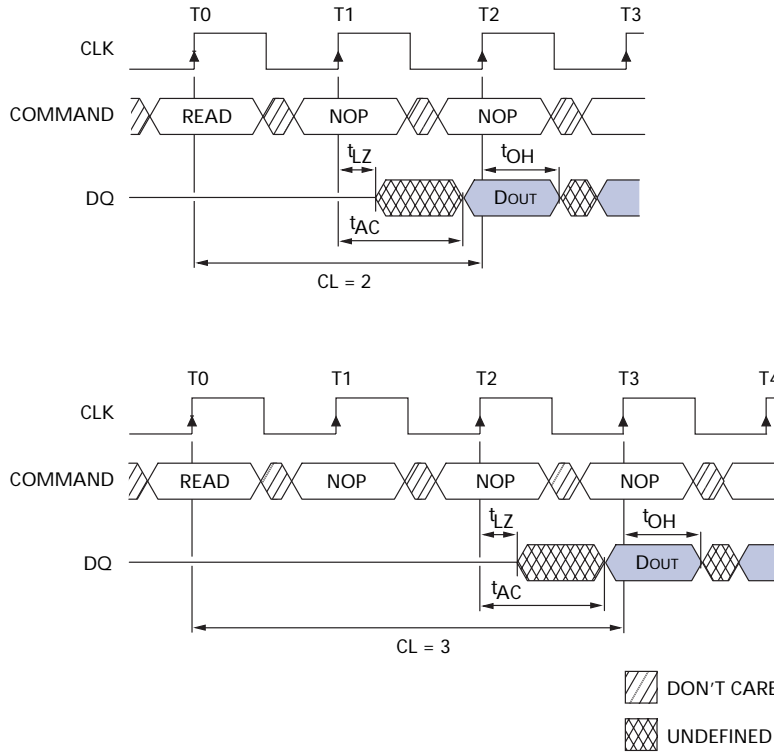 T0 T1 T2 T3
CLK
COMMAND READ NOP NOP
tLZ tOH
DQ DOUT
tAC
CL = 2
T0 T1 T2 T3 T4
CLK
COMMAND READ NOP NOP NOP
tLZ tOH
DQ DOUT
tAC
CL = 3
DON'T CARE
UNDEFINED